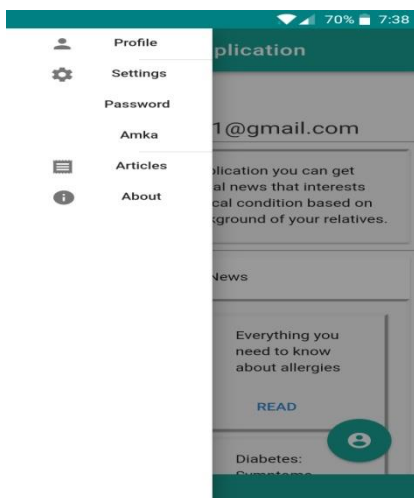 70% 7:38
Profile
plication
Settings
Password
1@gmail.com
Amka
Articles
plication you can get
al news that interests
cal condition based on
kground of your relatives.
About
News
Everything you
need to know
about allergies
READ
Diabetes: